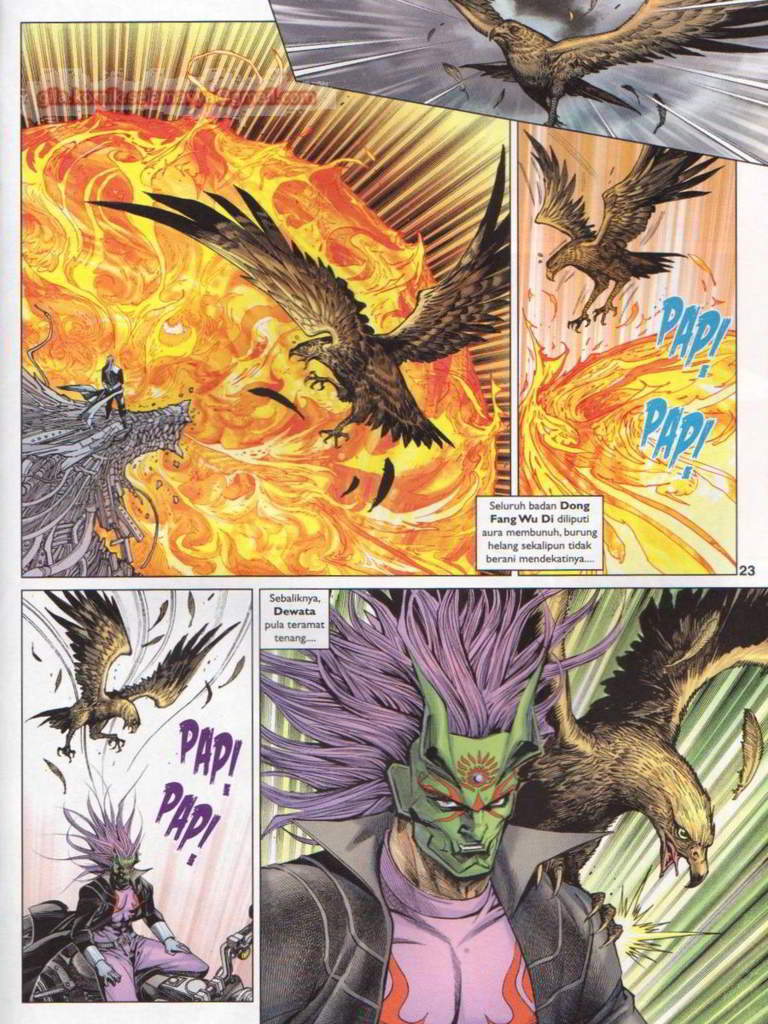 PAP!
PAP!
Seluruh badan Dong
Fang Wu Di diliputi
aura membunuh, burung
helang sekalipun tidak
berani mendekatinya....
23
PAP!
PAP!
Sebaliknya,
Dewata
pula teramat
tenang....